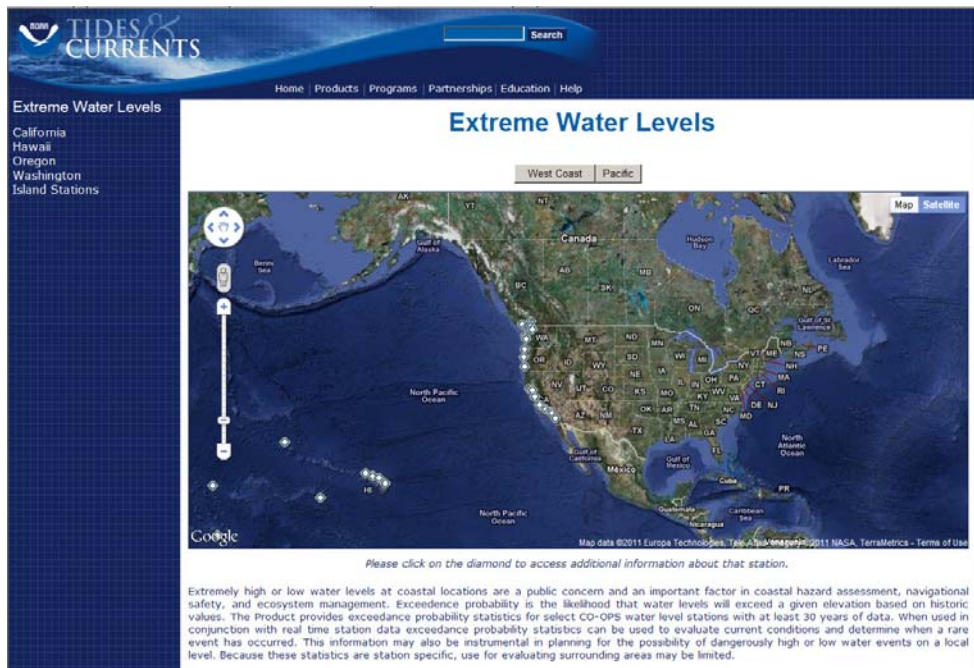 NOAA
TIDES &
CURRENTS
Search
Home | Products | Programs | Partnerships | Education | Help
Extreme Water Levels
California
Hawaii
Oregon
Washington
Island Stations
Extreme Water Levels
West Coast Pacific
Map Satellite
AK YT NT
Canada
Gulf of
Alaska
Hudson
Bay
Labrador
Sea
BC AB SK MB ON QC NL
Gulf of St
Lawrence
NB NS PE
WA MT ND MN
OR ID WY SD WI MI VT ME NH
NV UT CO NE IA IL IN OH PA NY MA
CA KS MO KY WV VA CT RI
AZ NM OK AR TN NC DE NJ
MD
TX MS AL SC
LA GA
FL
North Pacific
Ocean
North
Atlantic
Ocean
Gulf of
California
México
Gulf of
Mexico
Cuba
PR
HI
North Pacific
Ocean
Guatemala
Nicaragua
Caribbean
Sea
Google
Map data ©2011 Europa Technologies, 2011 NASA, TerraMetrics - Terms of Use
Please click on the diamond to access additional information about that station.
Extremely high or low water levels at coastal locations are a public concern and an important factor in coastal hazard assessment, navigational
safety, and ecosystem management. Exceedence probability is the likelihood that water levels will exceed a given elevation based on historic
values. The Product provides exceedance probability statistics for select CO-OPS water level stations with at least 30 years of data. When used in
conjunction with real time station data exceedance probability statistics can be used to evaluate current conditions and determine when a rare
event has occurred. This information may also be instrumental in planning for the possibility of dangerously high or low water events on a local
level. Because these statistics are station specific, use for evaluating surrounding areas may be limited.